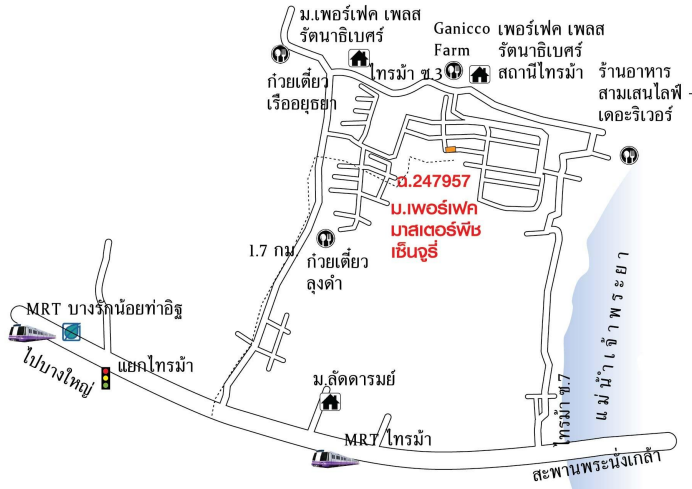 ม.เพอร์เฟค เพลส
รัตนาธิเบศร์
Ganicco
Farm
เพอร์เฟค เพลส
รัตนาธิเบศร์
สถานีไทรม้า
ร้านอาหาร
สามเสนไลฟ์ -
เดอะริเวอร์
ก๋วยเตี๋ยว
เรืออยุธยา
ไทรม้า ซ.3
ฉ.247957
ม.เพอร์เฟค
มาสเตอร์พีซ
เซ็นจูรี่
1.7 กม.
ก๋วยเตี๋ยว
ลุงดำ
แม่น้ำเจ้าพระยา
MRT บางรักน้อยท่าอิฐ
ไปบางใหญ่
แยกไทรม้า
ม.ลัดดารมย์
MRT ไทรม้า
ไทรม้า ซ.7
สะพานพระนั่งเกล้า